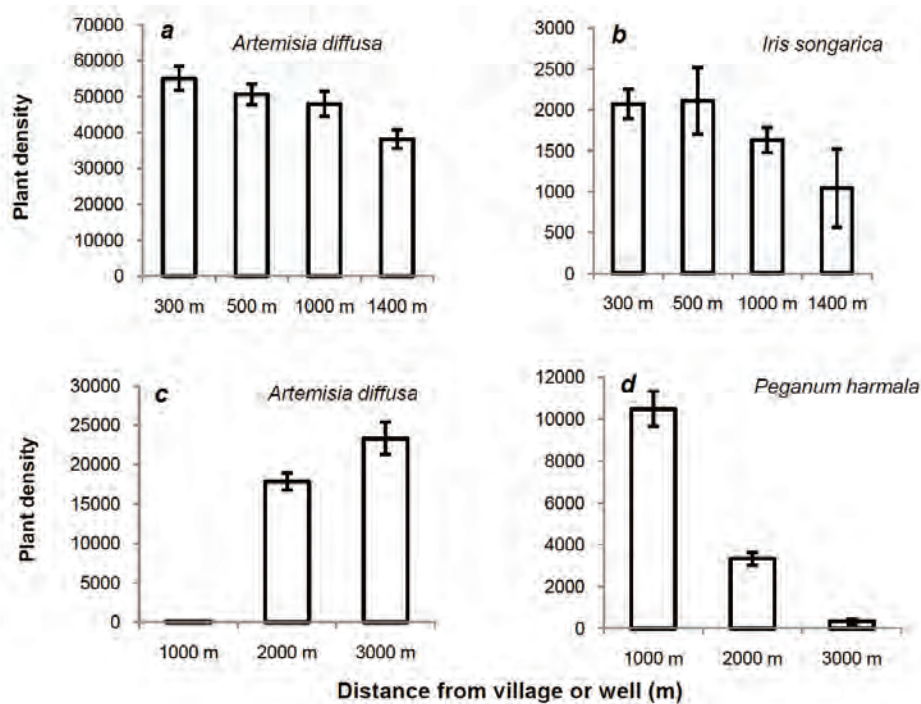 a
Artemisia diffusa
70000
60000
50000
40000
30000
20000
10000
0
Plant density
300 m 500 m 1000 m 1400 m
b
Iris songarica
3000
2500
2000
1500
1000
500
0
300 m 500 m 1000 m 1400 m
c
Artemisia diffusa
30000
25000
20000
15000
10000
5000
0
Plant density
1000 m 2000 m 3000 m
d
Peganum harmala
12000
10000
8000
6000
4000
2000
0
1000 m 2000 m 3000 m
Distance from village or well (m)